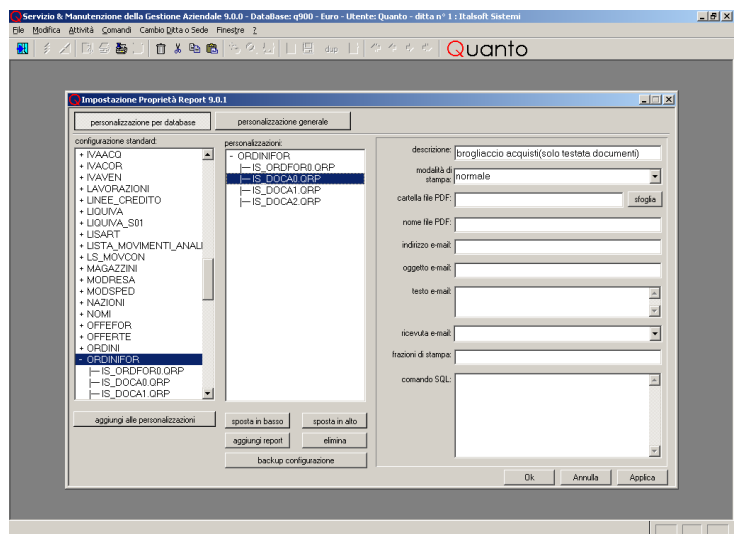 Servizio & Manutenzione della Gestione Aziendale 9.0.0 - DataBase: q900 - Euro - Utente: Quanto - ditta n° 1 : Italsoft Sistemi
File Modifica Attività Comandi Cambio Ditta o Sede Finestre ?
dup
Quanto
Impostazione Proprietà Report 9.0.1
personalizzazione per database
personalizzazione generale
configurazione standard:
+ IVAACQ
+ IVACOR
+ IVAVEN
+ LAVORAZIONI
+ LINEE_CREDITO
+ LIQUIVA
+ LIQUIVA_S01
+ LISART
+ LISTA_MOVIMENTI_ANALI
+ LS_MOVCON
+ MAGAZZINI
+ MODRESA
+ MODSPED
+ NAZIONI
+ NOMI
+ OFFEFOR
+ OFFERTE
+ ORDINI
- ORDINIFOR
IS_ORDFOR0.QRP
IS_DOCA0.QRP
IS_DOCA1.QRP
aggiungi alle personalizzazioni
personalizzazioni:
- ORDINIFOR
IS_ORDFOR0.QRP
IS_DOCA0.QRP
IS_DOCA1.QRP
IS_DOCA2.QRP
sposta in basso
sposta in alto
aggiungi report
elimina
backup configurazione
descrizione: brogliaccio acquisti(solo testata documenti)
modalità di stampa: normale
cartella file PDF:
sfoglia
nome file PDF:
indirizzo e-mail:
oggetto e-mail:
testo e-mail:
ricevuta e-mail:
frazioni di stampa:
comando SQL:
Ok
Annulla
Applica